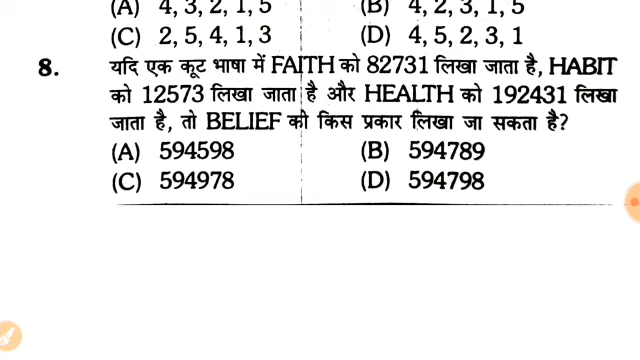 (A) 4, 3, 2, 1, 5 (B) 4, 2, 3, 1, 5
(C) 2, 5, 4, 1, 3 (D) 4, 5, 2, 3, 1
8. यदि एक कूट भाषा में FAITH को 82731 लिखा जाता है, HABIT
को 12573 लिखा जाता है और HEALTH को 192431 लिखा
जाता है, तो BELIEF को किस प्रकार लिखा जा सकता है?
(A) 594598 (B) 594789
(C) 594978 (D) 594798